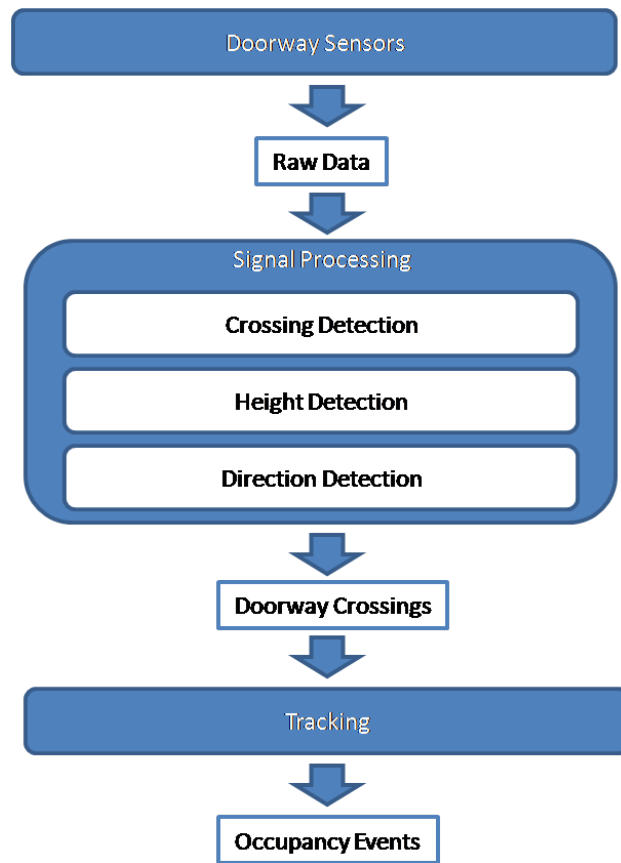 Doorway Sensors
Raw Data
Signal Processing
Crossing Detection
Height Detection
Direction Detection
Doorway Crossings
Tracking
Occupancy Events